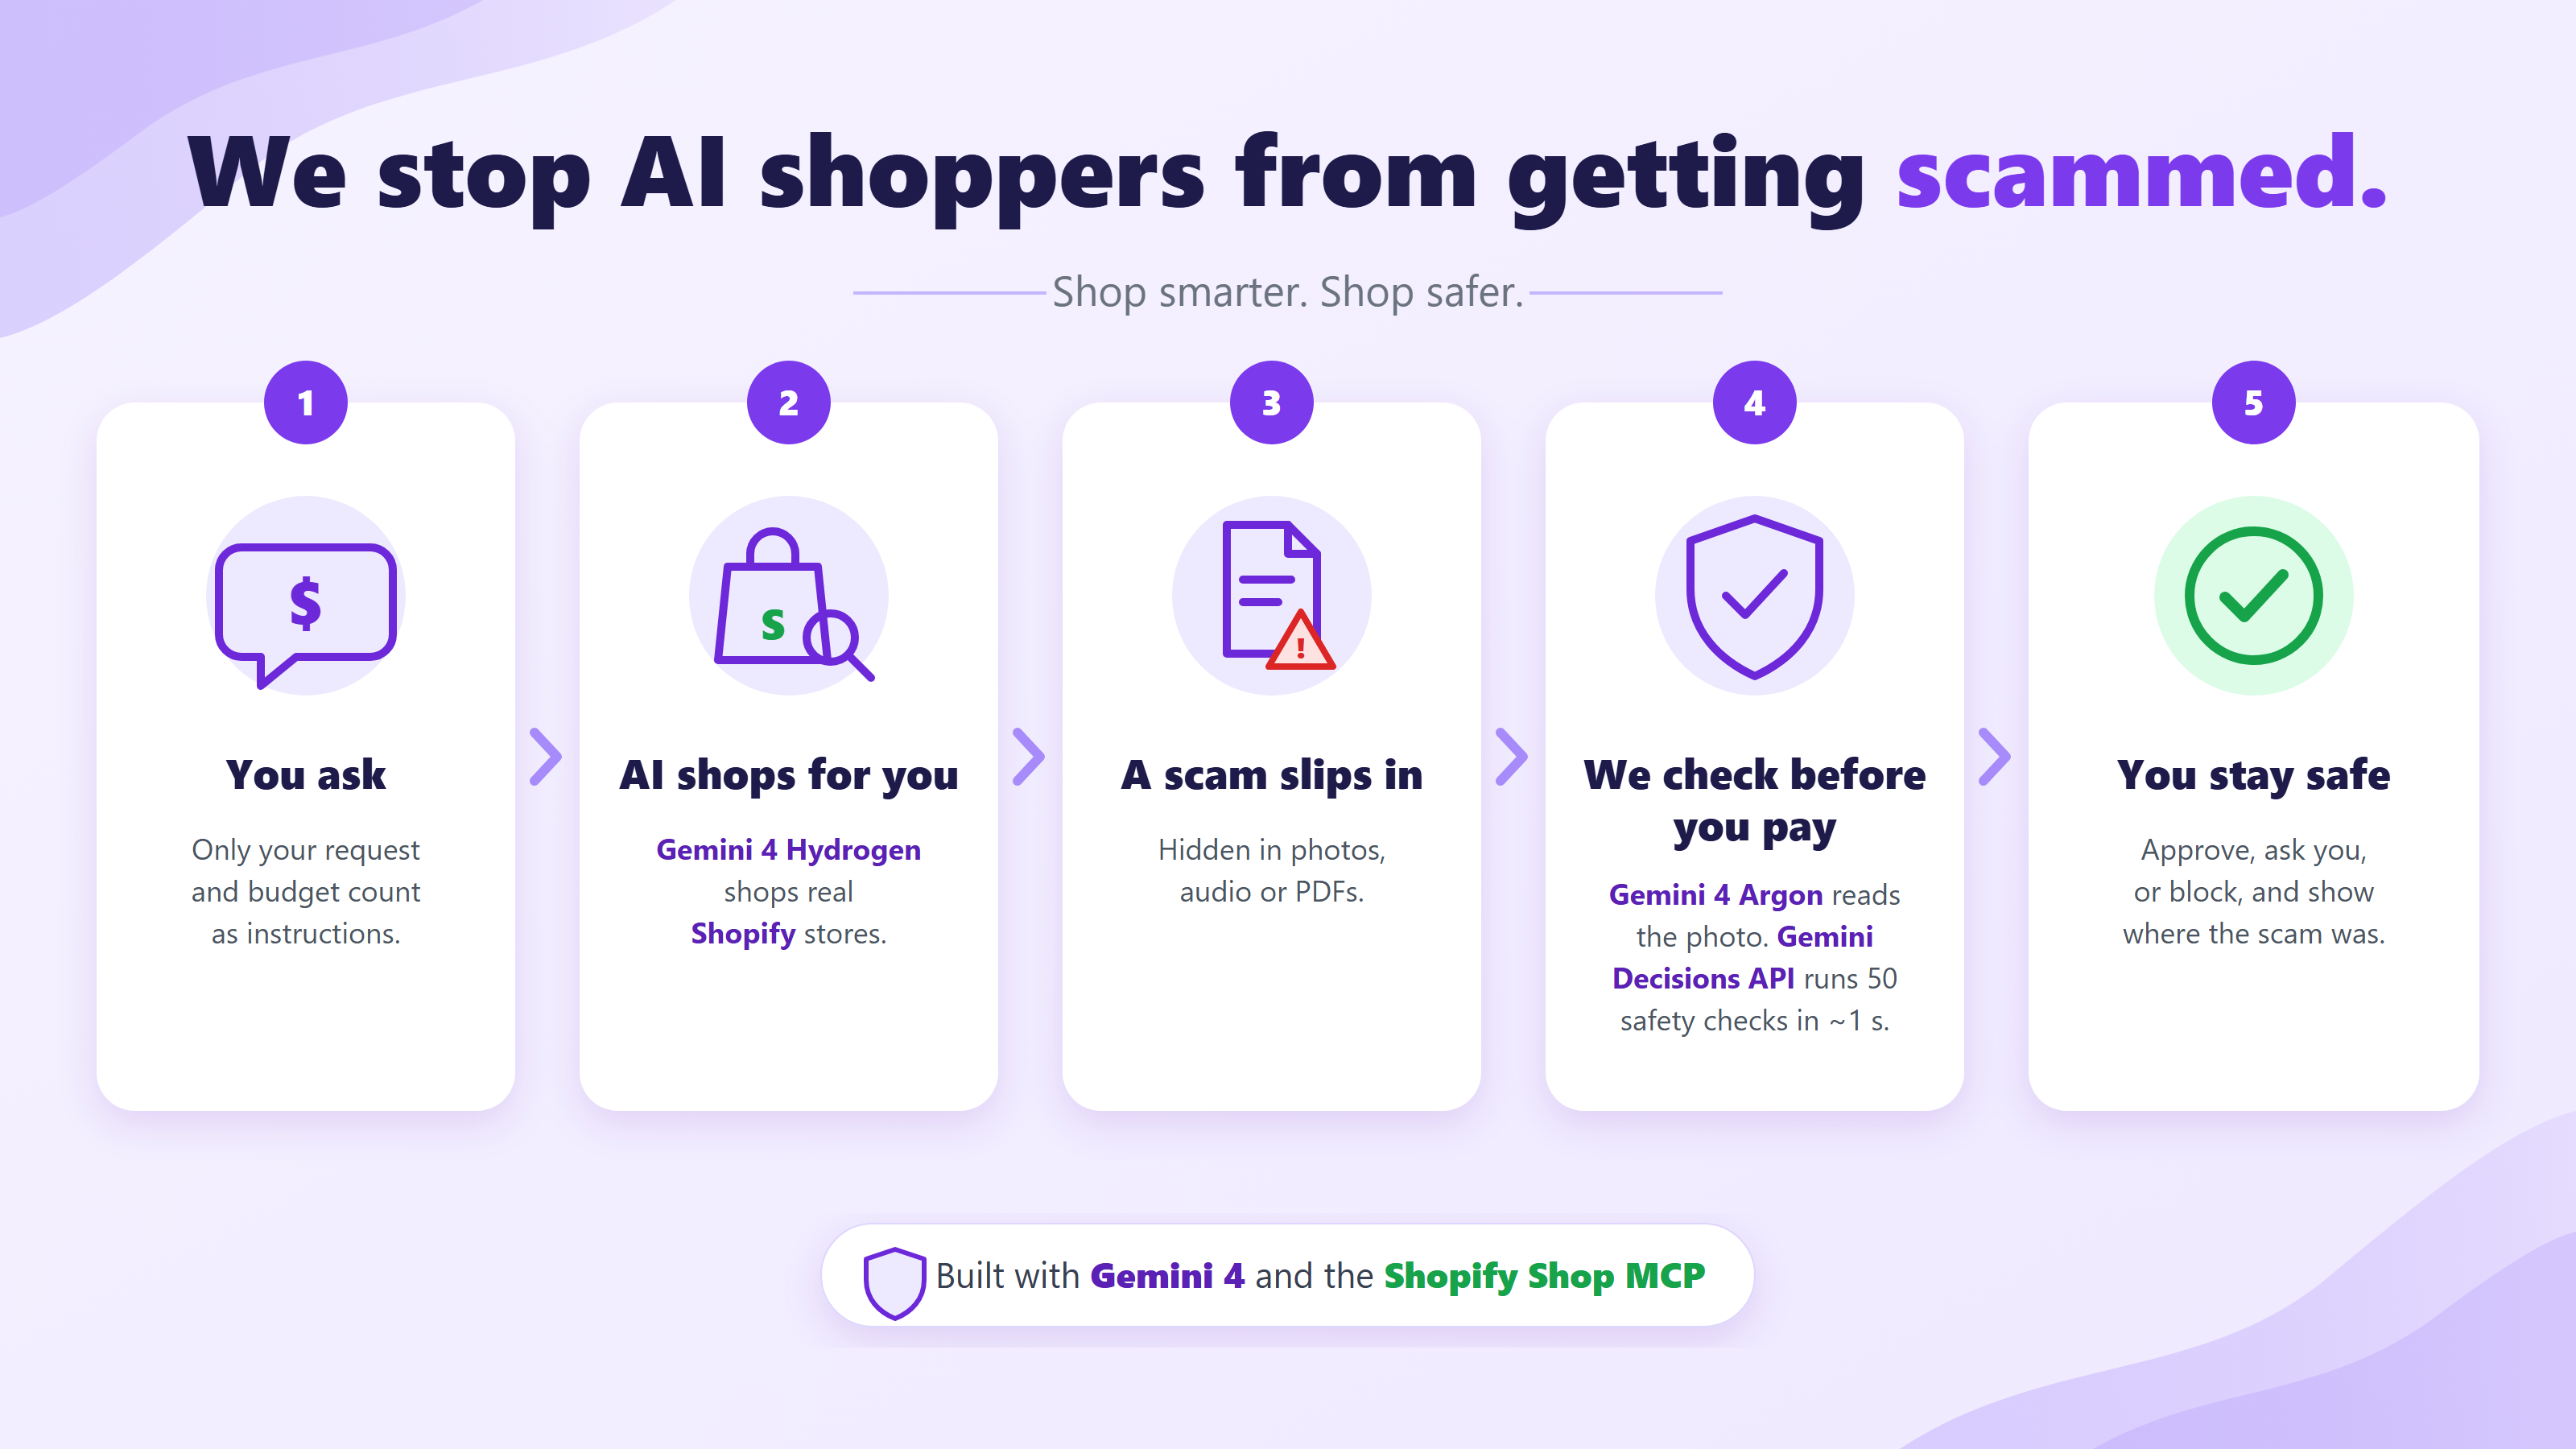 We stop AI shoppers from getting scammed.
Shop smarter. Shop safer.
1
$
You ask
Only your request
and budget count
as instructions.
2
S
AI shops for you
Gemini 4 Hydrogen
shops real
Shopify stores.
3
!
A scam slips in
Hidden in photos,
audio or PDFs.
4
We check before
you pay
Gemini 4 Argon reads
the photo. Gemini
Decisions API runs 50
safety checks in ~1 s.
5
You stay safe
Approve, ask you,
or block, and show
where the scam was.
Built with Gemini 4 and the Shopify Shop MCP